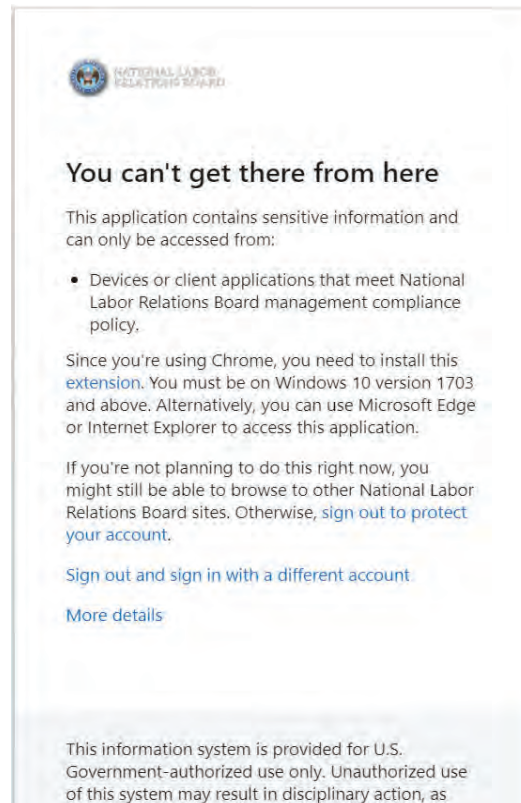 NATIONAL LABOR
RELATIONS BOARD
You can't get there from here
This application contains sensitive information and
can only be accessed from:
• Devices or client applications that meet National
Labor Relations Board management compliance
policy.
Since you're using Chrome, you need to install this
extension. You must be on Windows 10 version 1703
and above. Alternatively, you can use Microsoft Edge
or Internet Explorer to access this application.
If you're not planning to do this right now, you
might still be able to browse to other National Labor
Relations Board sites. Otherwise, sign out to protect
your account.
Sign out and sign in with a different account
More details
This information system is provided for U.S.
Government-authorized use only. Unauthorized use
of this system may result in disciplinary action, as